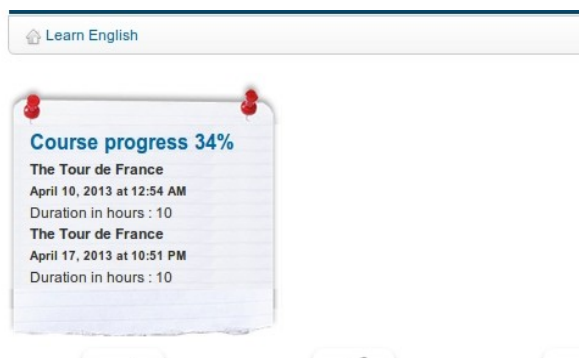 Learn English
Course progress 34%
The Tour de France
April 10, 2013 at 12:54 AM
Duration in hours : 10
The Tour de France
April 17, 2013 at 10:51 PM
Duration in hours : 10